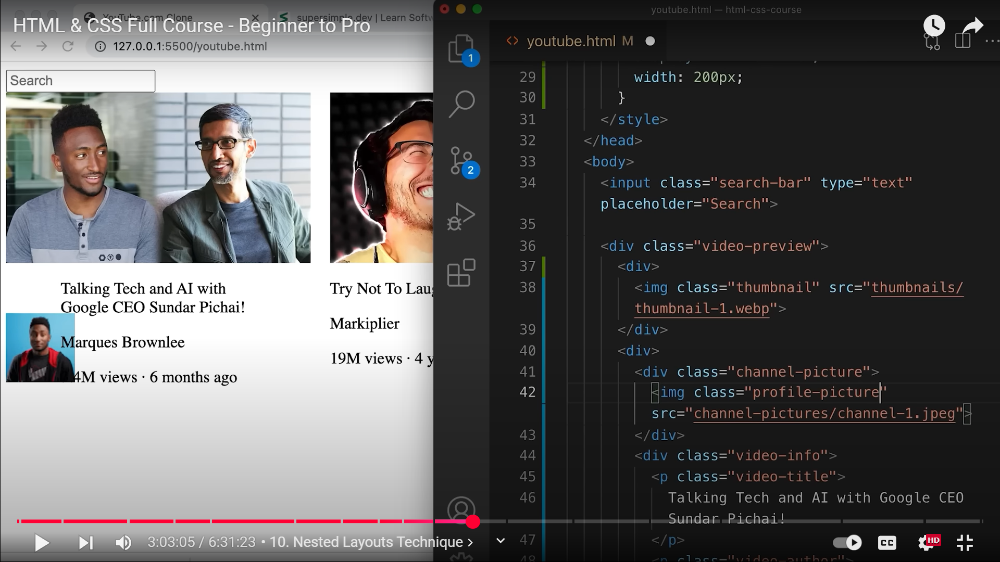 YouTube.com Clone
supersimple.dev | Learn Softw
HTML & CSS Full Course - Beginner to Pro
127.0.0.1:5500/youtube.html
Search
Talking Tech and AI with
Google CEO Sundar Pichai!
Marques Brownlee
4M views · 6 months ago
Try Not To Laug
Markiplier
19M views · 4 y
youtube.html — html-css-course
youtube.html M
1
2
29 width: 200px;
30 }
31 </style>
32 </head>
33 <body>
34 <input class="search-bar" type="text"
placeholder="Search">
35
36 <div class="video-preview">
37 <div>
38 <img class="thumbnail" src="thumbnails/
thumbnail-1.webp">
39 </div>
40 <div>
41 <div class="channel-picture">
42 <img class="profile-picture"
src="channel-pictures/channel-1.jpeg">
43 </div>
44 <div class="video-info">
45 <p class="video-title">
46 Talking Tech and AI with Google CEO
Sundar Pichai!
47 </p>
48 <p class="video-author">
3:03:05 / 6:31:23 • 10. Nested Layouts Technique
CC
HD